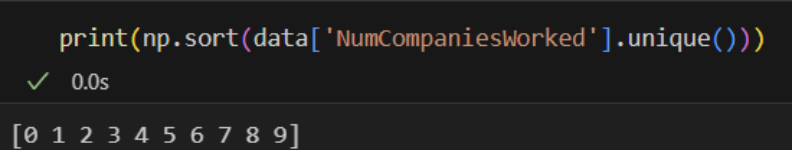 print(np.sort(data['NumCompaniesWorked'].unique()))
✓ 0.0s
[0 1 2 3 4 5 6 7 8 9]